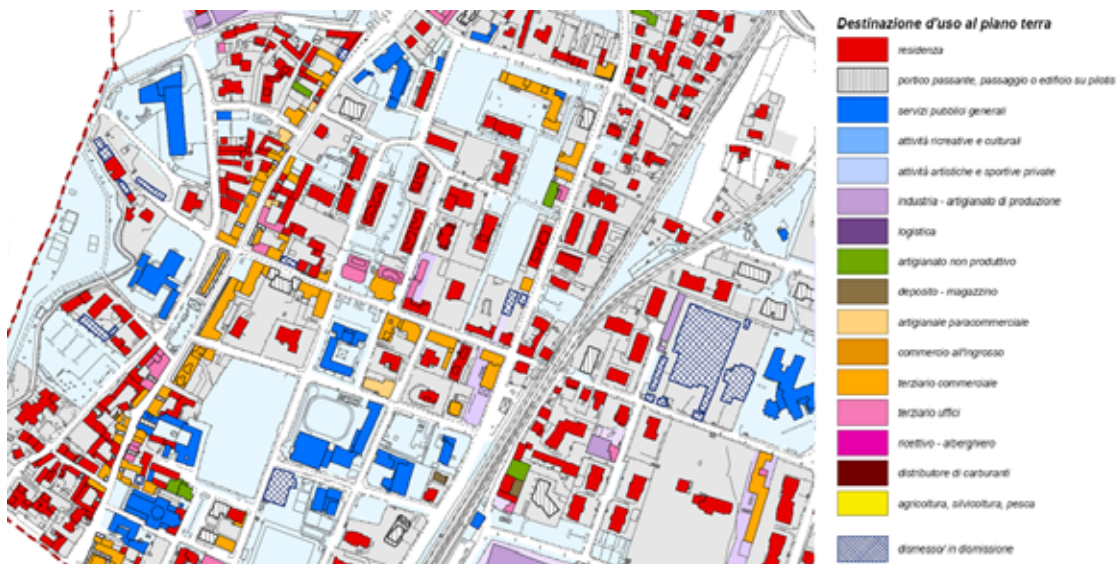 Destinazione d'uso al piano terra
residenza
portico passante, passaggio o edificio su pilotis
servizi pubblici generali
attività ricreative e culturali
attività artistiche e sportive private
industria - artigianato di produzione
logistica
artigianato non produttivo
deposito - magazzino
artigianale paracommerciale
commercio all'ingrosso
terziario commerciale
terziario uffici
ricettivo - alberghiero
distributore di carburanti
agricoltura, silvicoltura, pesca
dismesso/ in dismissione